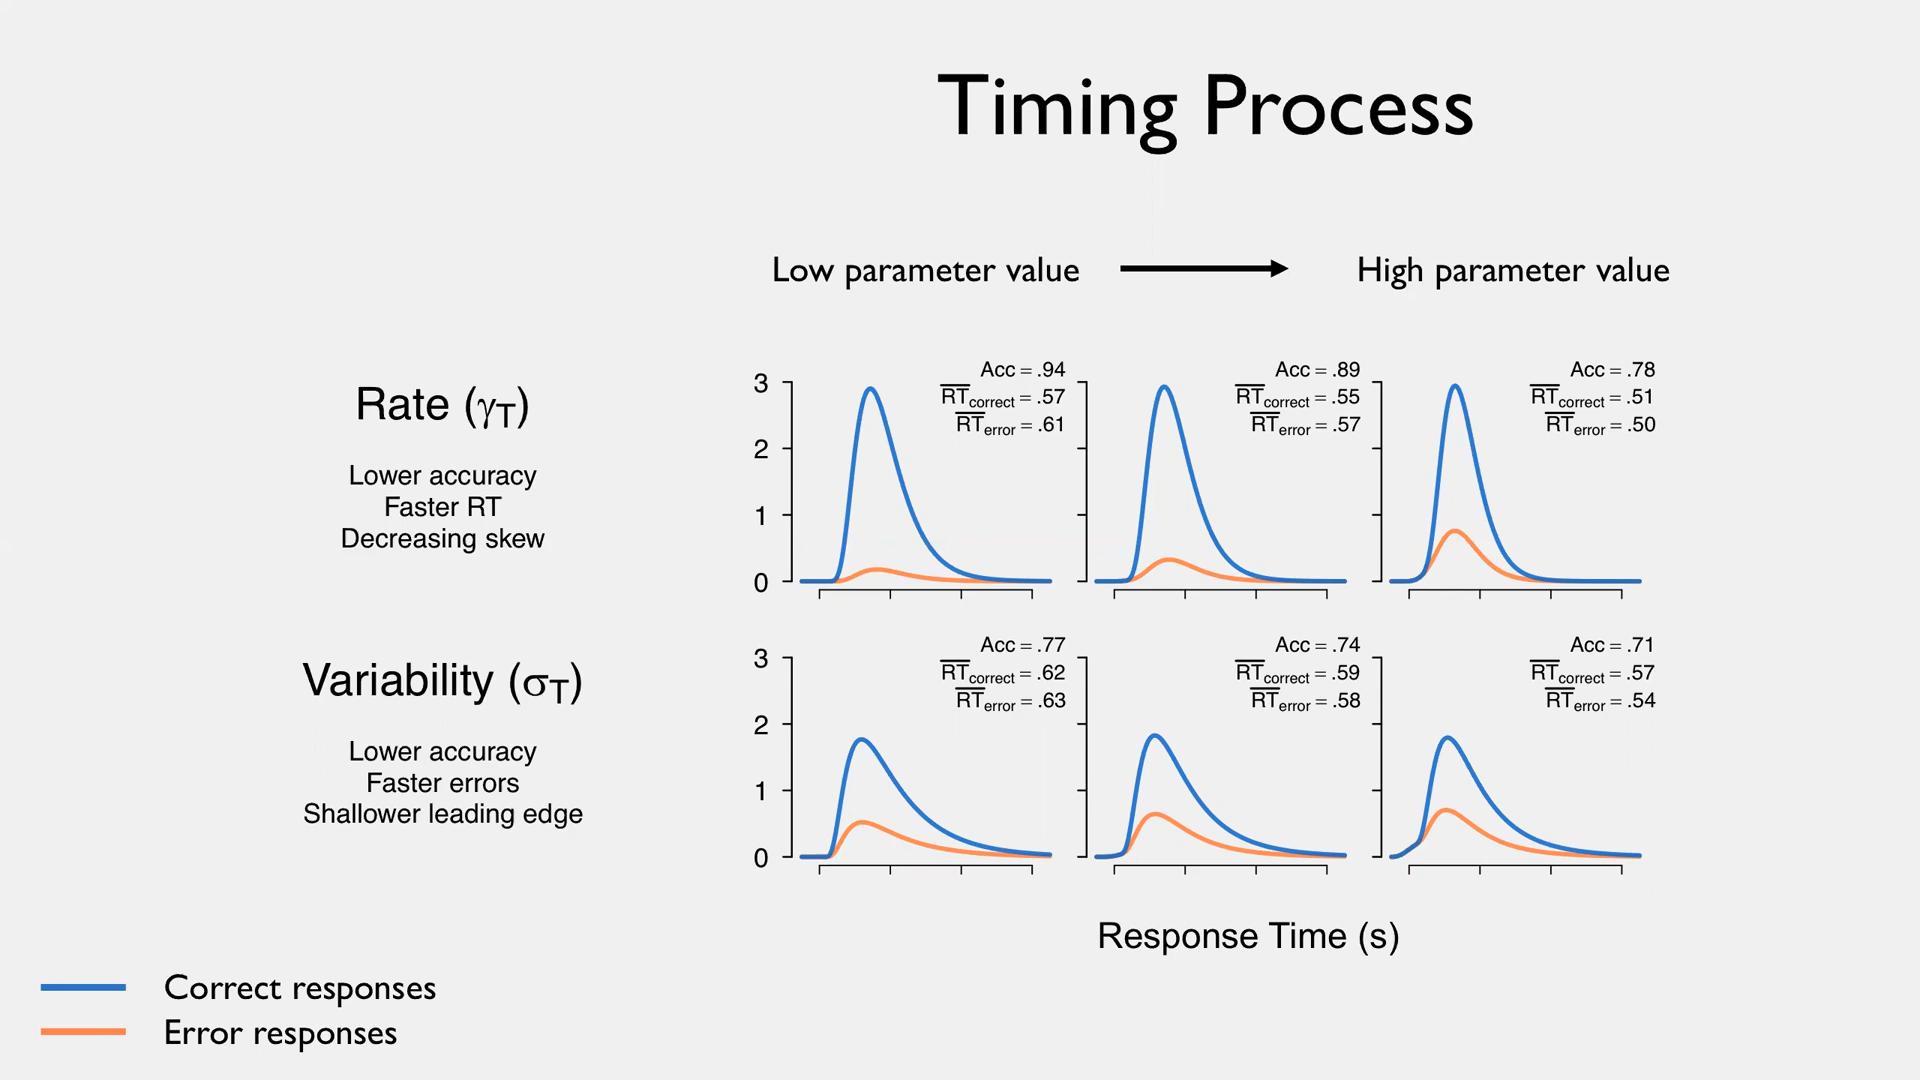 Timing Process
Low parameter value
High parameter value
Rate (γT)
Lower accuracy
Faster RT
Decreasing skew
3
2
1
0
Acc = .94
RTcorrect = .57
RTerror = .61
Acc = .89
RTcorrect = .55
RTerror = .57
Acc = .78
RTcorrect = .51
RTerror = .50
Variability (σT)
Lower accuracy
Faster errors
Shallower leading edge
3
2
1
0
Acc = .77
RTcorrect = .62
RTerror = .63
Acc = .74
RTcorrect = .59
RTerror = .58
Acc = .71
RTcorrect = .57
RTerror = .54
Response Time (s)
Correct responses
Error responses